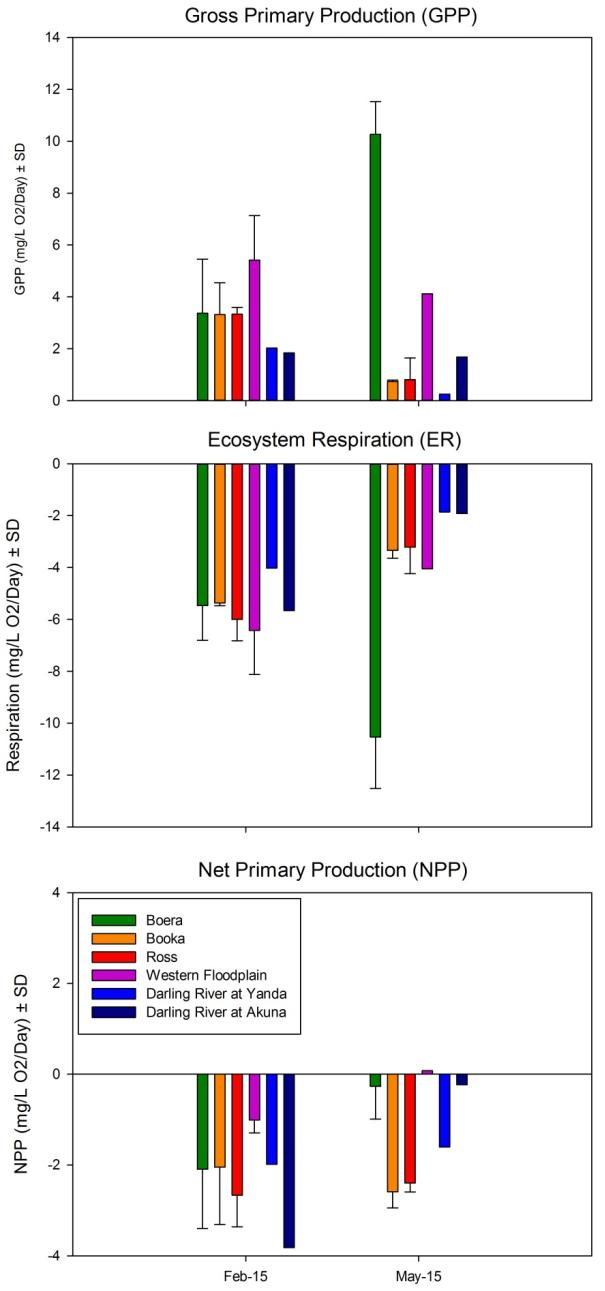 Gross Primary Production (GPP)
14
12
10
8
6
4
2
0
GPP (mg/L O2/Day) ± SD
Ecosystem Respiration (ER)
0
-2
-4
-6
-8
-10
-12
-14
Respiration (mg/L O2/Day) ± SD
Net Primary Production (NPP)
4
2
0
-2
-4
NPP (mg/L O2/Day) ± SD
Boera
Booka
Ross
Western Floodplain
Darling River at Yanda
Darling River at Akuna
Feb-15
May-15